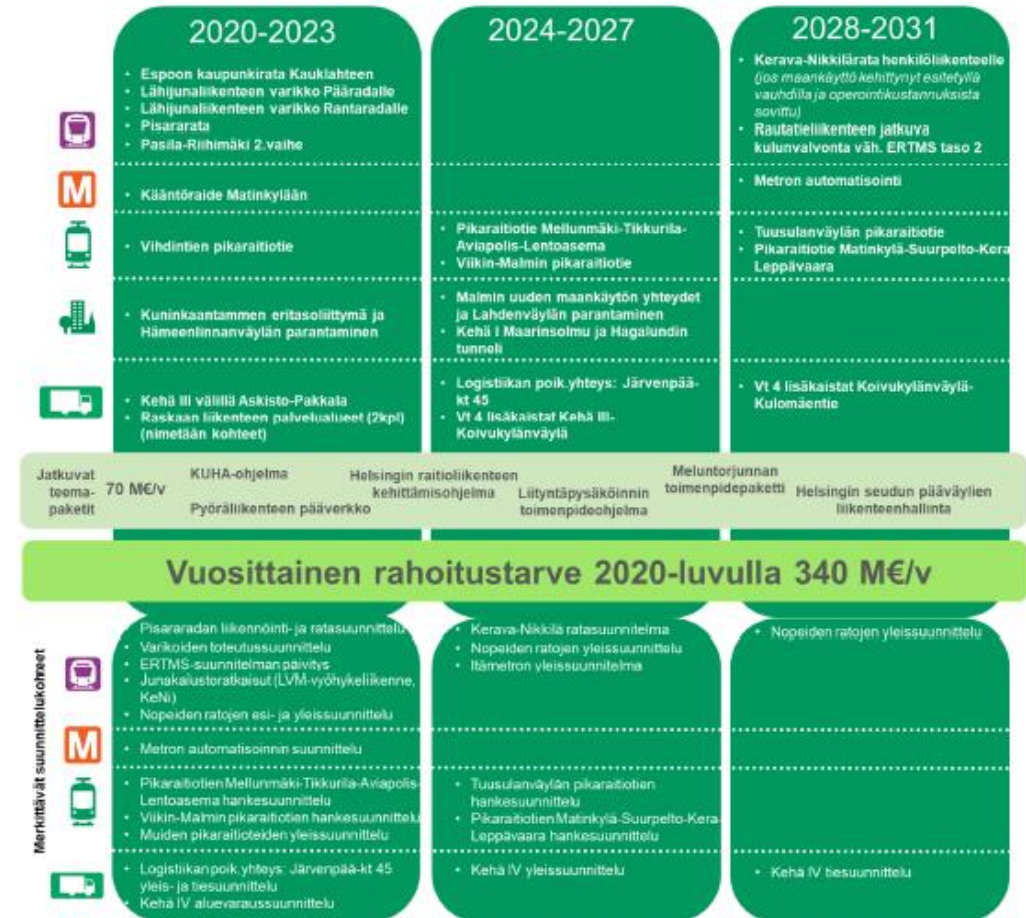 2020-2023
• Espoon kaupunkirata Kauklahteen
• Lähijunaliikenteen varikko Pääradalle
• Lähijunaliikenteen varikko Rantaradalle
• Pisararata
• Pasila-Riihimäki 2.vaihe
M
• Kääntöraide Matinkylään
• Vihdintien pikaraitiotie
• Kuninkaantammen eritasoliittymä ja
Hämeenlinnanväylän parantaminen
• Kehä III välillä Askisto-Pakkala
• Raskaan liikenteen palvelualueet (2kpl)
(nimetään kohteet)
2024-2027
• Pikaraitiotie Mellunmäki-Tikkurila-
Aviapolis-Lentoasema
• Viikin-Malmin pikaraitiotie
• Malmin uuden maankäytön yhteydet
ja Lahdenväylän parantaminen
• Kehä I Maarinsolmu ja Hagalundin
tunneli
• Logistiikan poik.yhteys: Järvenpää-
kt 45
• Vt 4 lisäkaistat Kehä III-
Koivukylänväylä
2028-2031
• Kerava-Nikkilärata henkilöliikenteelle
(jos maankäyttö kehittynyt esitetyllä
vauhdilla ja operointikustannuksista
sovittu)
• Rautatieliikenteen jatkuva
kulunvalvonta väh. ERTMS taso 2
• Metron automatisointi
• Tuusulanväylän pikaraitiotie
• Pikaraitiotie Matinkylä-Suurpelto-Kera
Leppävaara
• Vt 4 lisäkaistat Koivukylänväylä-
Kulomäentie
Jatkuvat
teema-
paketit
70 M€/v
KUHA-ohjelma
Pyöräliikenteen pääverkko
Helsingin raitioliikenteen
kehittämisohjelma
Liityntäpysäköinnin
toimenpideohjelma
Meluntorjunnan
toimenpidepaketti
Helsingin seudun pääväylien
liikenteenhallinta
Vuosittainen rahoitustarve 2020-luvulla 340 M€/v
Merkittävät suunnittelukohteet
Pisararadan liikennöinti- ja ratasuunnittelu
• Varikoiden toteutussuunnittelu
• ERTMS-suunnitelman päivitys
• Junakalustoratkaisut (LVM-vyöhykeliikenne,
KeNi)
• Nopeiden ratojen esi- ja yleissuunnittelu
M
• Metron automatisoinnin suunnittelu
• Pikaraitiotien Mellunmäki-Tikkurila-Aviapolis-
Lentoasema hankesuunnittelu
• Viikin-Malmin pikaraitiotien hankesuunnittelu
• Muiden pikaraitioteiden yleissuunnittelu
• Logistiikan poik.yhteys: Järvenpää-kt 45
yleis- ja tiesuunnittelu
• Kehä IV aluevaraussuunnittelu
• Kerava-Nikkilä ratasuunnitelma
• Nopeiden ratojen yleissuunnittelu
• Itämetron yleissuunnitelma
• Tuusulanväylän pikaraitiotien
hankesuunnittelu
• Pikaraitiotien Matinkylä-Suurpelto-Kera-
Leppävaara hankesuunnittelu
• Kehä IV yleissuunnittelu
• Nopeiden ratojen yleissuunnittelu
• Kehä IV tiesuunnittelu